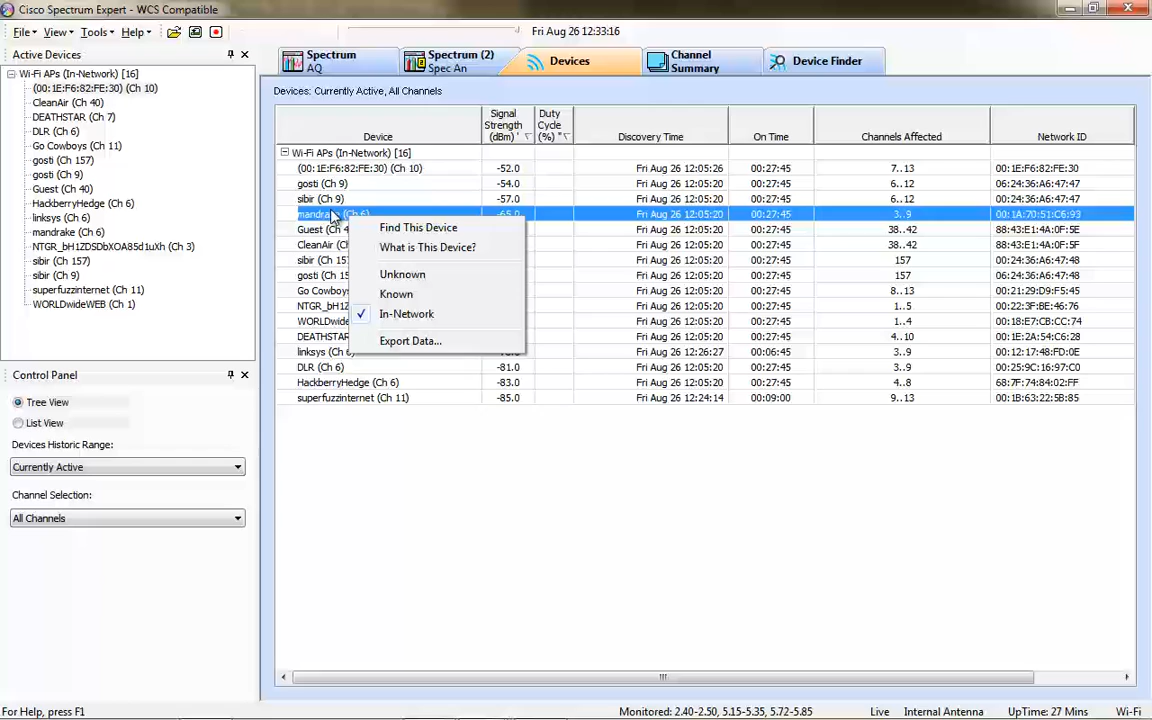 Cisco Spectrum Expert - WCS Compatible
File View Tools Help
Fri Aug 26 12:33:16
Active Devices
Wi-Fi APs (In-Network) [16]
(00:1E:F6:82:FE:30) (Ch 10)
CleanAir (Ch 40)
DEATHSTAR (Ch 7)
DLR (Ch 6)
Go Cowboys (Ch 11)
gosti (Ch 157)
gosti (Ch 9)
Guest (Ch 40)
HackberryHedge (Ch 6)
linksys (Ch 6)
mandrake (Ch 6)
NTGR_bH1ZDSDbXOA85d1uXh (Ch 3)
sibir (Ch 157)
sibir (Ch 9)
superfuzzinternet (Ch 11)
WORLDwideWEB (Ch 1)
Control Panel
Tree View
List View
Devices Historic Range:
Currently Active
Channel Selection:
All Channels
Spectrum
AQ
Spectrum (2)
Spec An
Devices
Channel
Summary
Device Finder
Devices: Currently Active, All Channels
Device
Signal
Strength
(dBm)
Duty
Cycle
(%)
Discovery Time
On Time
Channels Affected
Network ID
Wi-Fi APs (In-Network) [16]
(00:1E:F6:82:FE:30) (Ch 10) -52.0 Fri Aug 26 12:05:26 00:27:45 7..13 00:1E:F6:82:FE:30
gosti (Ch 9) -54.0 Fri Aug 26 12:05:20 00:27:45 6..12 06:24:36:A6:47:47
sibir (Ch 9) -57.0 Fri Aug 26 12:05:20 00:27:45 6..12 06:24:36:A6:47:47
(Ch 6) -65.0 Fri Aug 26 12:05:20 00:27:45 3..9 00:1A:70:51:C6:93
Guest (Ch 4 Fri Aug 26 12:05:20 00:27:45 38..42 88:43:E1:4A:0F:5E
CleanAir (Ch Fri Aug 26 12:05:20 00:27:45 38..42 88:43:E1:4A:0F:5E
sibir (Ch 157 Fri Aug 26 12:05:20 00:27:45 157 06:24:36:A6:47:47
gosti (Ch 15 Fri Aug 26 12:05:20 00:27:45 157 06:24:36:A6:47:47
Go Cowboys Fri Aug 26 12:05:20 00:27:45 8..13 00:21:29:D9:F5:45
NTGR_bH1Z Fri Aug 26 12:05:20 00:27:45 1..5 00:22:3F:BE:46:76
WORLDwide Fri Aug 26 12:05:20 00:27:45 1..4 00:18:E7:CB:CC:74
DEATHSTAR Fri Aug 26 12:05:20 00:27:45 4..10 00:21:2A:54:C6:28
linksys (Ch 6) Fri Aug 26 12:26:27 00:06:45 3..9 00:12:17:48:FD:0E
DLR (Ch 6) -81.0 Fri Aug 26 12:05:20 00:27:45 3..9 00:25:9C:16:97:C0
HackberryHedge (Ch 6) -83.0 Fri Aug 26 12:05:20 00:27:45 4..8 68:7F:74:84:02:FF
superfuzzinternet (Ch 11) -85.0 Fri Aug 26 12:24:14 00:09:00 9..13 00:1B:63:22:5B:85
Find This Device
What is This Device?
Unknown
Known
In-Network
Export Data...
For Help, press F1
Monitored: 2.40-2.50, 5.15-5.35, 5.72-5.85 Live Internal Antenna UpTime: 27 Mins Wi-Fi